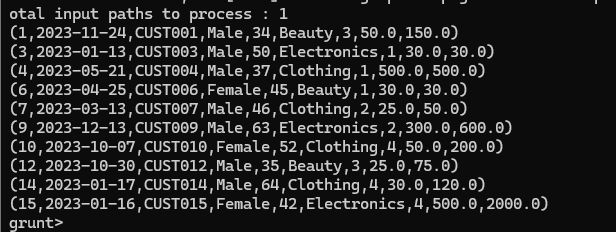 otal input paths to process : 1
(1,2023-11-24,CUST001,Male,34,Beauty,3,50.0,150.0)
(3,2023-01-13,CUST003,Male,50,Electronics,1,30.0,30.0)
(4,2023-05-21,CUST004,Male,37,Clothing,1,500.0,500.0)
(6,2023-04-25,CUST006,Female,45,Beauty,1,30.0,30.0)
(7,2023-03-13,CUST007,Male,46,Clothing,2,25.0,50.0)
(9,2023-12-13,CUST009,Male,63,Electronics,2,300.0,600.0)
(10,2023-10-07,CUST010,Female,52,Clothing,4,50.0,200.0)
(12,2023-10-30,CUST012,Male,35,Beauty,3,25.0,75.0)
(14,2023-01-17,CUST014,Male,64,Clothing,4,30.0,120.0)
(15,2023-01-16,CUST015,Female,42,Electronics,4,500.0,2000.0)
grunt>